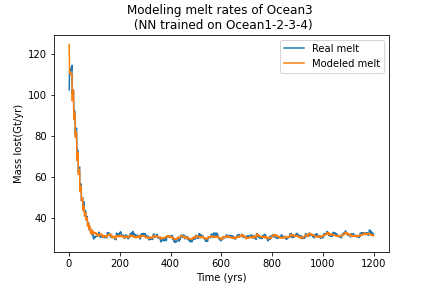 Modeling melt rates of Ocean3
(NN trained on Ocean1-2-3-4)
Real melt
Modeled melt
120
100
80
60
40
Mass lost(Gt/yr)
0 200 400 600 800 1000 1200
Time (yrs)